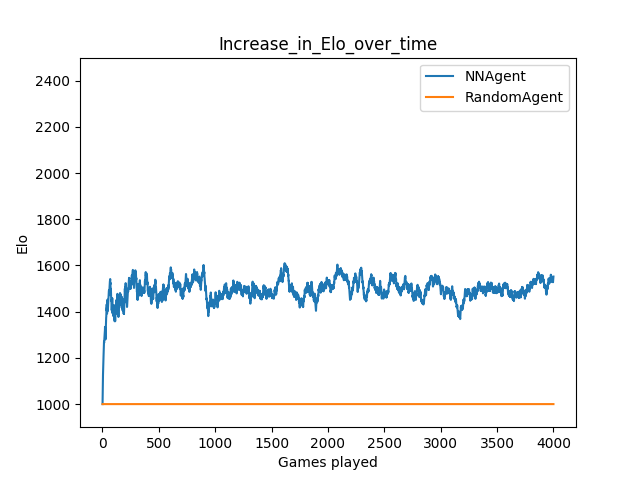 Increase_in_Elo_over_time
NNAgent
RandomAgent
2400
2200
2000
1800
1600
1400
1200
1000
Elo
0 500 1000 1500 2000 2500 3000 3500 4000
Games played